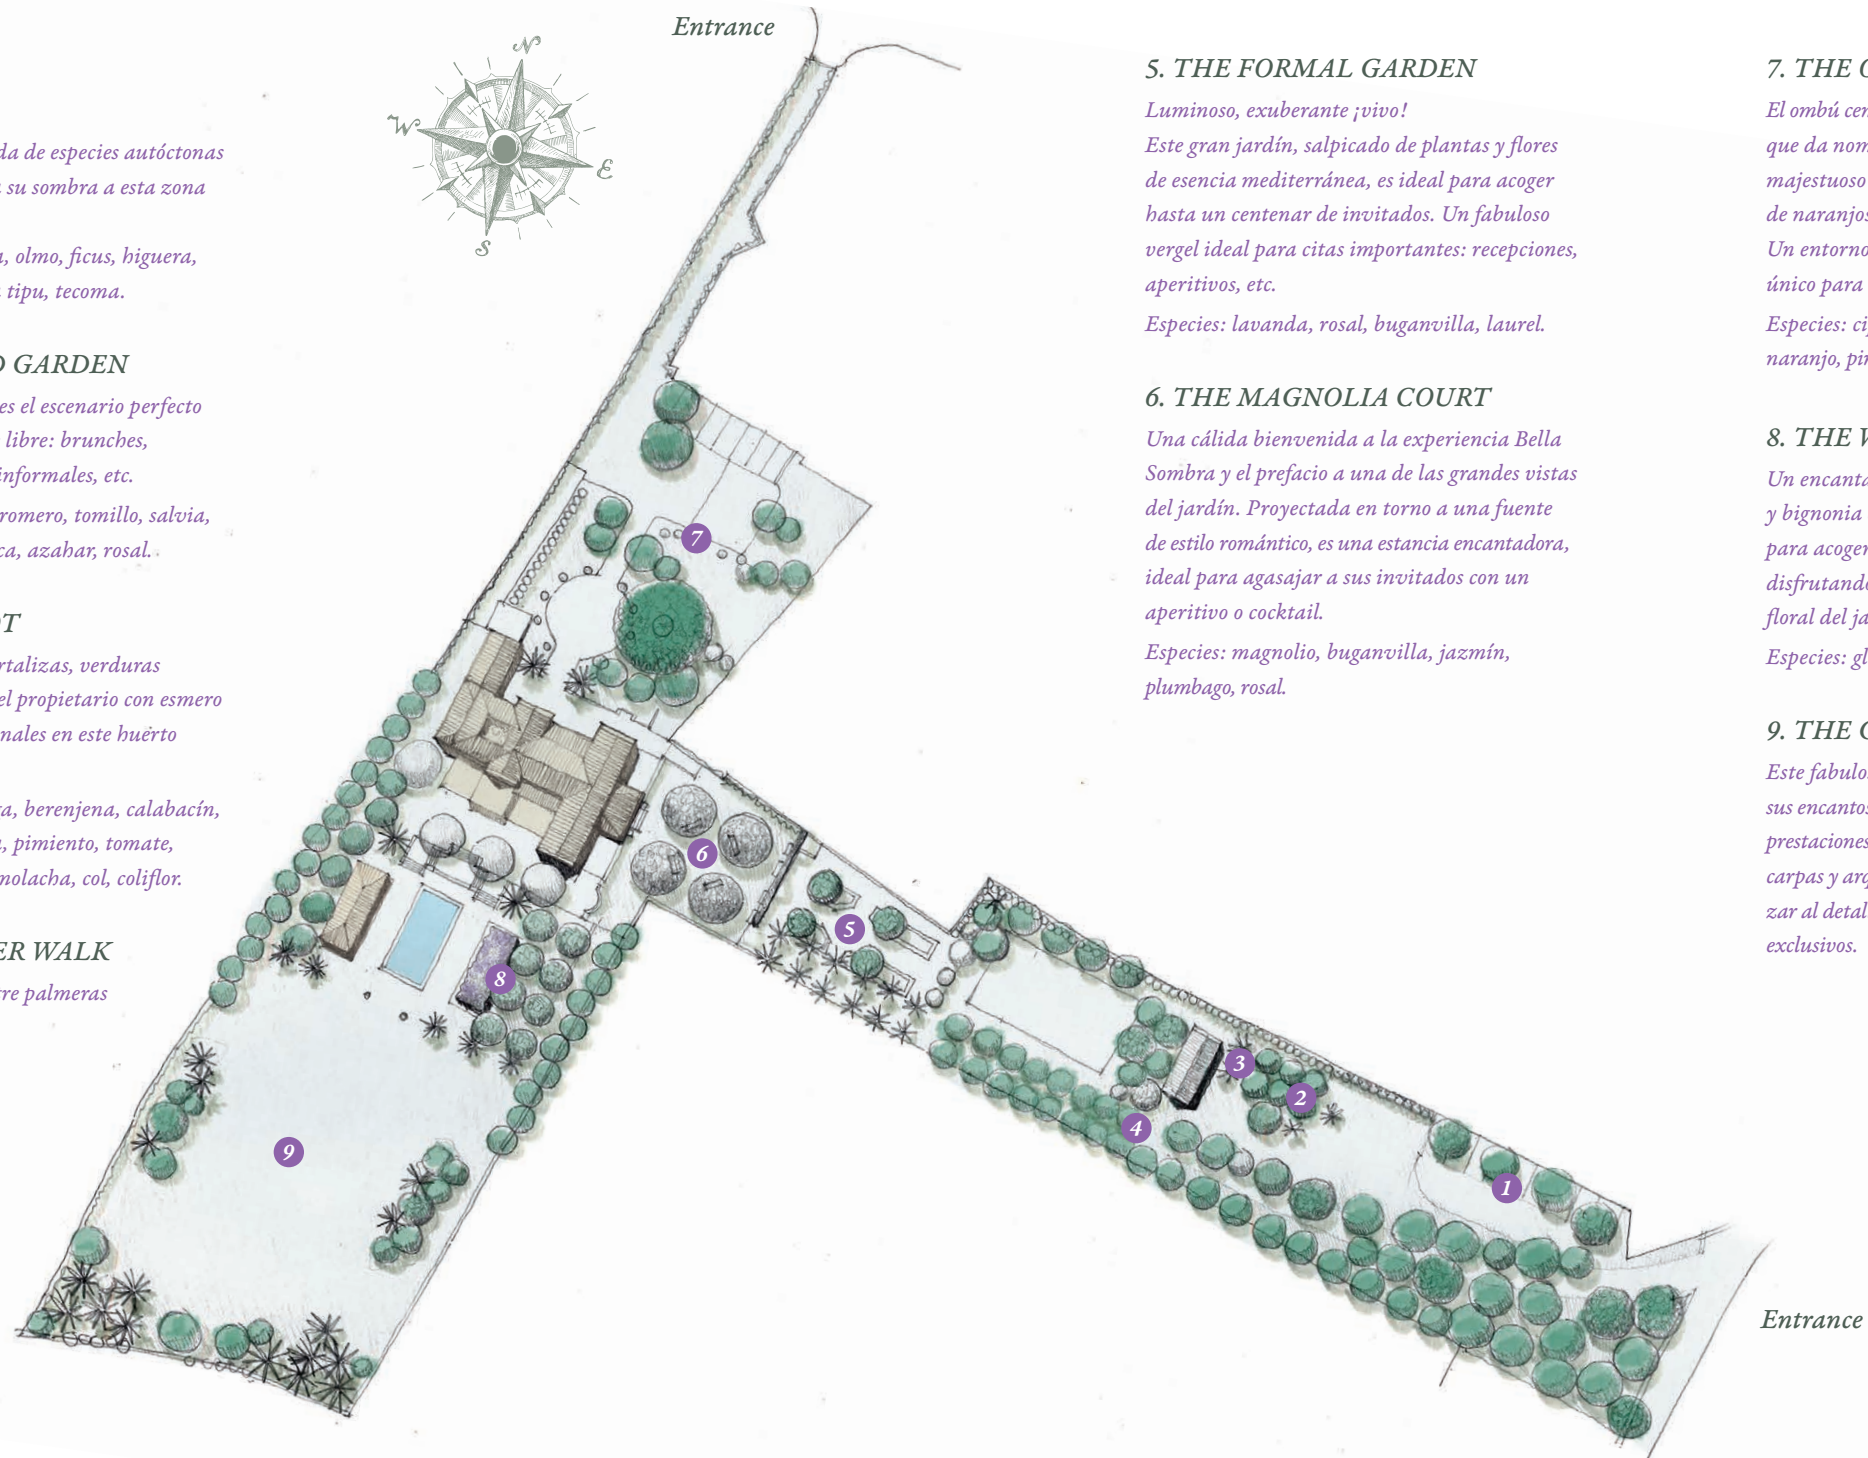 Entrance
N
W
E
S
da de especies autóctonas
su sombra a esta zona
, olmo, ficus, higuera,
tipu, tecoma.
GARDEN
es el escenario perfecto
libre: brunches,
informales, etc.
romero, tomillo, salvia,
ca, azahar, rosal.
OT
rtalizas, verduras
el propietario con esmero
nales en este huerto
a, berenjena, calabacín,
, pimiento, tomate,
molacha, col, coliflor.
ER WALK
tre palmeras
5. THE FORMAL GARDEN
Luminoso, exuberante ¡vivo!
Este gran jardín, salpicado de plantas y flores
de esencia mediterránea, es ideal para acoger
hasta un centenar de invitados. Un fabuloso
vergel ideal para citas importantes: recepciones,
aperitivos, etc.
Especies: lavanda, rosal, buganvilla, laurel.
6. THE MAGNOLIA COURT
Una cálida bienvenida a la experiencia Bella
Sombra y el prefacio a una de las grandes vistas
del jardín. Proyectada en torno a una fuente
de estilo romántico, es una estancia encantadora,
ideal para agasajar a sus invitados con un
aperitivo o cocktail.
Especies: magnolio, buganvilla, jazmín,
plumbago, rosal.
7. THE
El ombú cen
que da nom
majestuoso
de naranjos
Un entorno
único para
Especies: ci
naranjo, pin
8. THE
Un encanta
y bignonia
para acoger
disfrutando
floral del ja
Especies: gl
9. THE
Este fabulo
sus encantos
prestaciones
carpas y arq
zar al detal
exclusivos.
7
6
5
8
3
2
4
1
9
Entrance